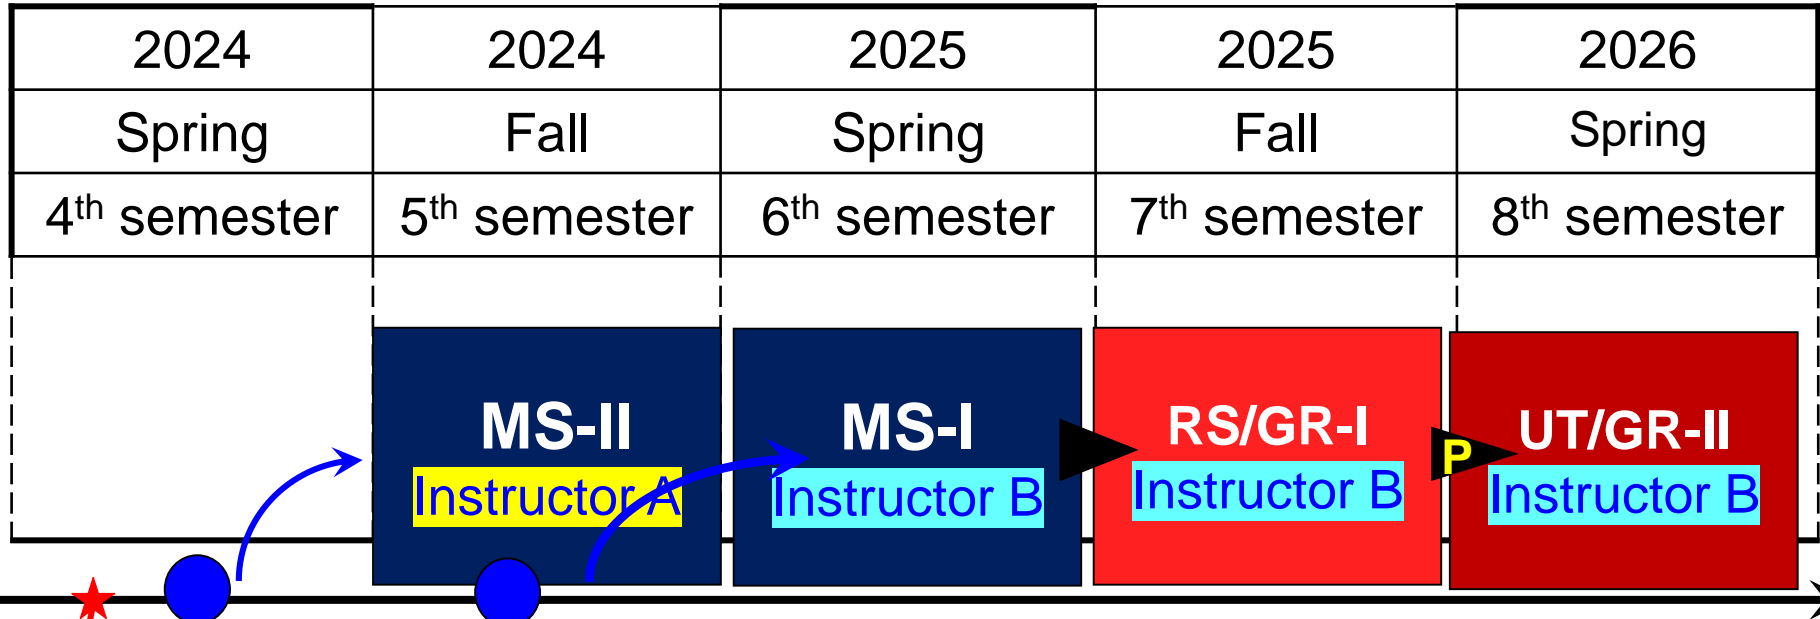 2024 2024 2025 2025 2026
Spring Fall Spring Fall Spring
4th semester 5th semester 6th semester 7th semester 8th semester
MS-II MS-I RS/GR-I P UT/GR-II
Instructor A Instructor B Instructor B Instructor B